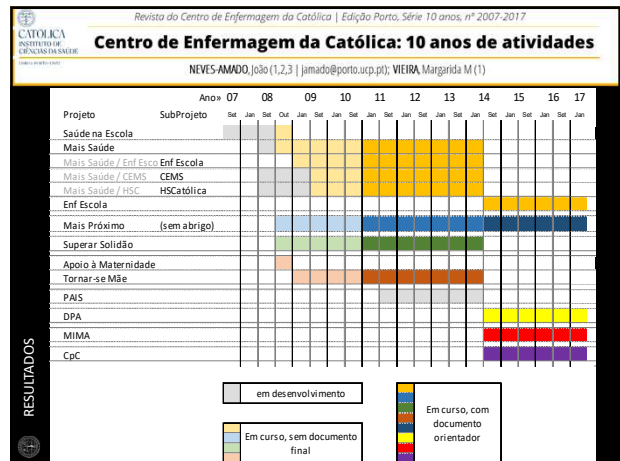 Revista do Centro de Enfermagem da Católica | Edição Porto, Série 10 anos, nº 2007-2017
CATOLICA
INSTITUTO DE
CIÊNCIAS DA SAÚDE
Centro de Enfermagem da Católica: 10 anos de atividades
NEVES-AMADO, João (1,2,3 | jamado@porto.ucp.pt); VIEIRA, Margarida M (1)
Ano» 07 08 09 10 11 12 13 14 15 16 17
Projeto SubProjeto Set Jan Set Out Jan Set Jan Set Jan Set Jan Set Jan Set Jan Set Jan Set Jan Set Jan
Saúde na Escola
Mais Saúde
Mais Saúde / Enf Esco Enf Escola
Mais Saúde / CEMS CEMS
Mais Saúde / HSC HSCatólica
Enf Escola
Mais Próximo (sem abrigo)
Superar Solidão
Apoio à Maternidade
Tornar-se Mãe
PAIS
DPA
MIMA
CpC
RESULTADOS
em desenvolvimento
Em curso, sem documento
final
Em curso, com
documento
orientador